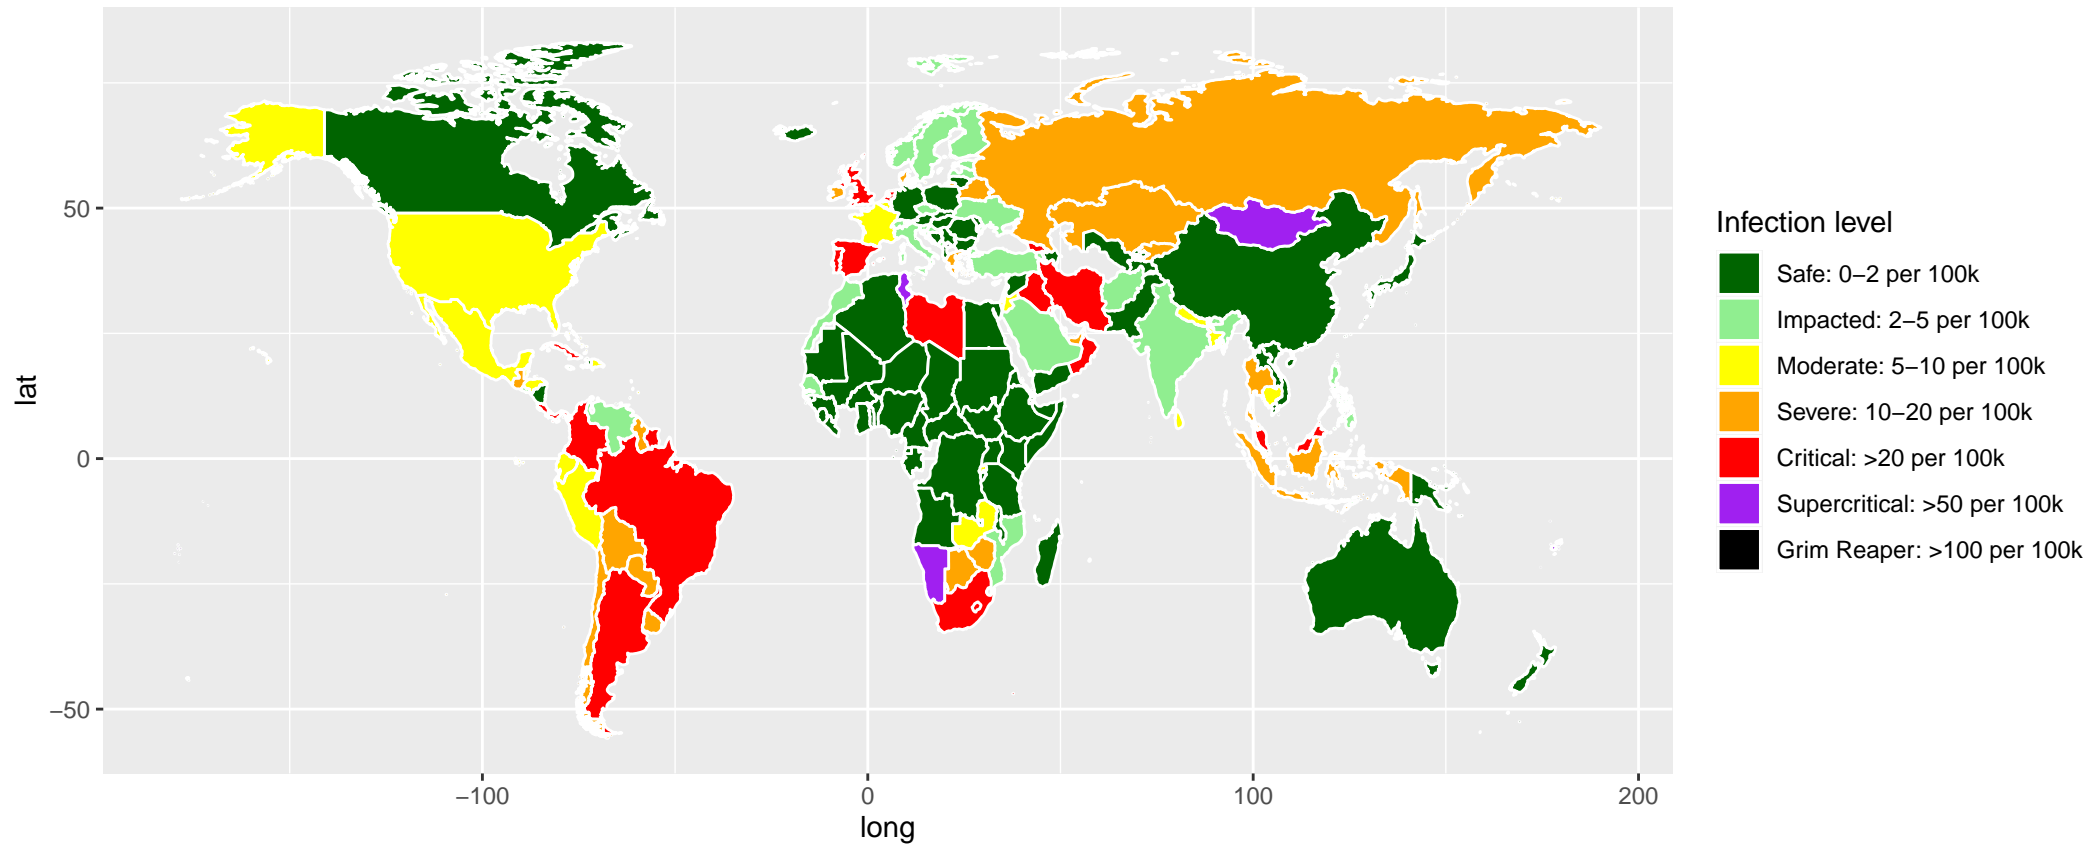 50
0
−50
lat
−100
0
100
200
long
Infection level
Safe: 0−2 per 100k
Impacted: 2−5 per 100k
Moderate: 5−10 per 100k
Severe: 10−20 per 100k
Critical: >20 per 100k
Supercritical: >50 per 100k
Grim Reaper: >100 per 100k